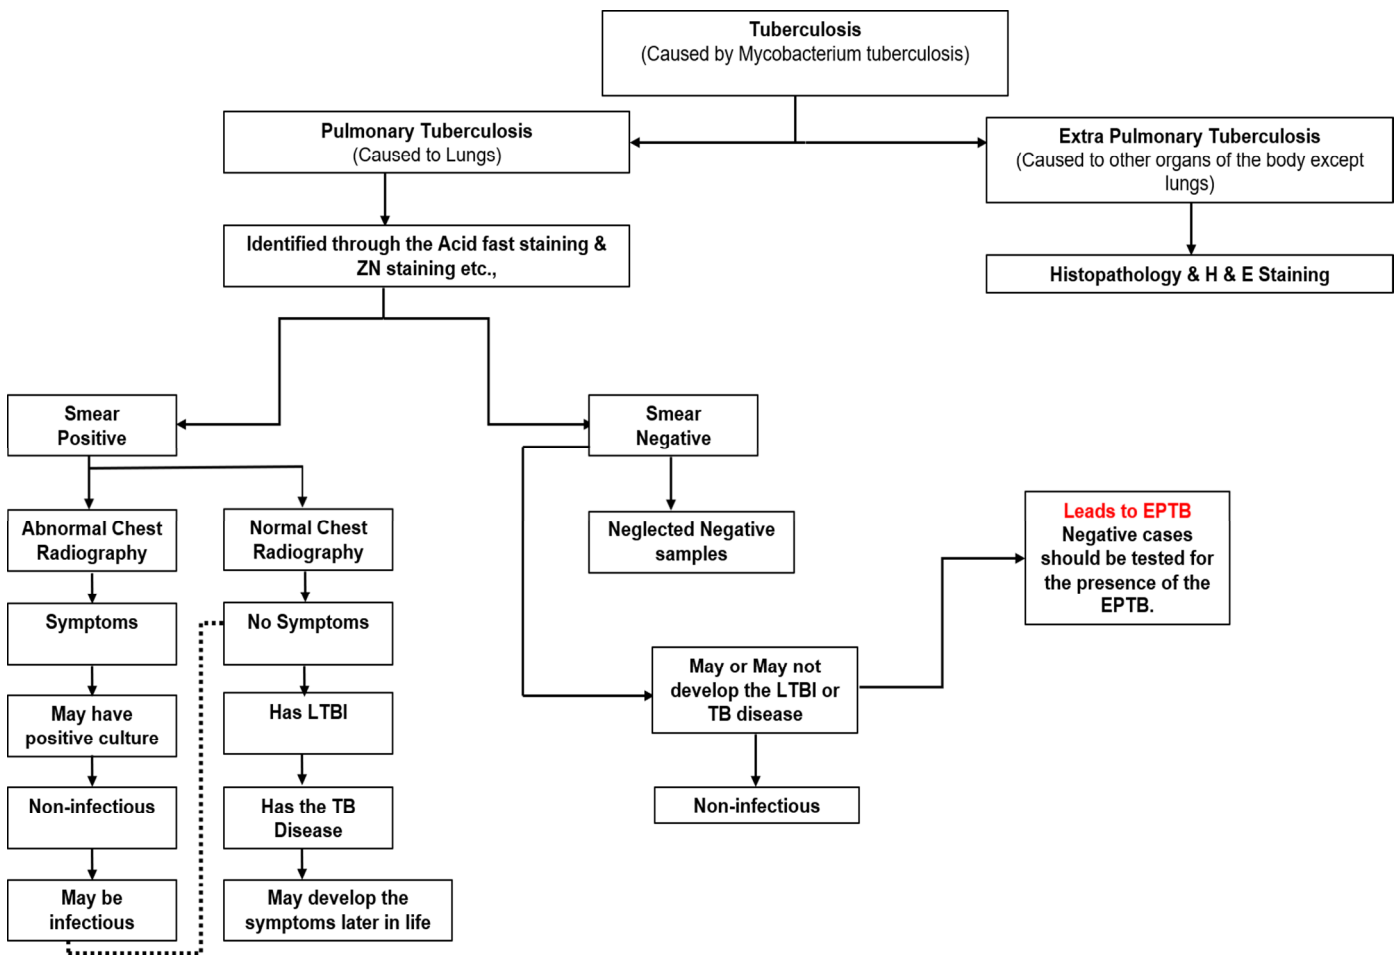 Tuberculosis
(Caused by Mycobacterium tuberculosis)
Pulmonary Tuberculosis
(Caused to Lungs)
Extra Pulmonary Tuberculosis
(Caused to other organs of the body except
lungs)
Identified through the Acid fast staining &
ZN staining etc.,
Histopathology & H & E Staining
Smear
Positive
Smear
Negative
Abnormal Chest
Radiography
Normal Chest
Radiography
Neglected Negative
samples
Leads to EPTB
Negative cases
should be tested for
the presence of the
EPTB.
Symptoms
No Symptoms
May or May not
develop the LTBI or
TB disease
May have
positive culture
Has LTBI
Non-infectious
Has the TB
Disease
Non-infectious
May be
infectious
May develop the
symptoms later in life